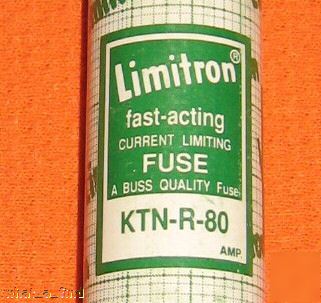 Limitron®
fast-acting
CURRENT LIMITING
FUSE
A BUSS QUALITY Fuse
KTN-R-80
AMP.